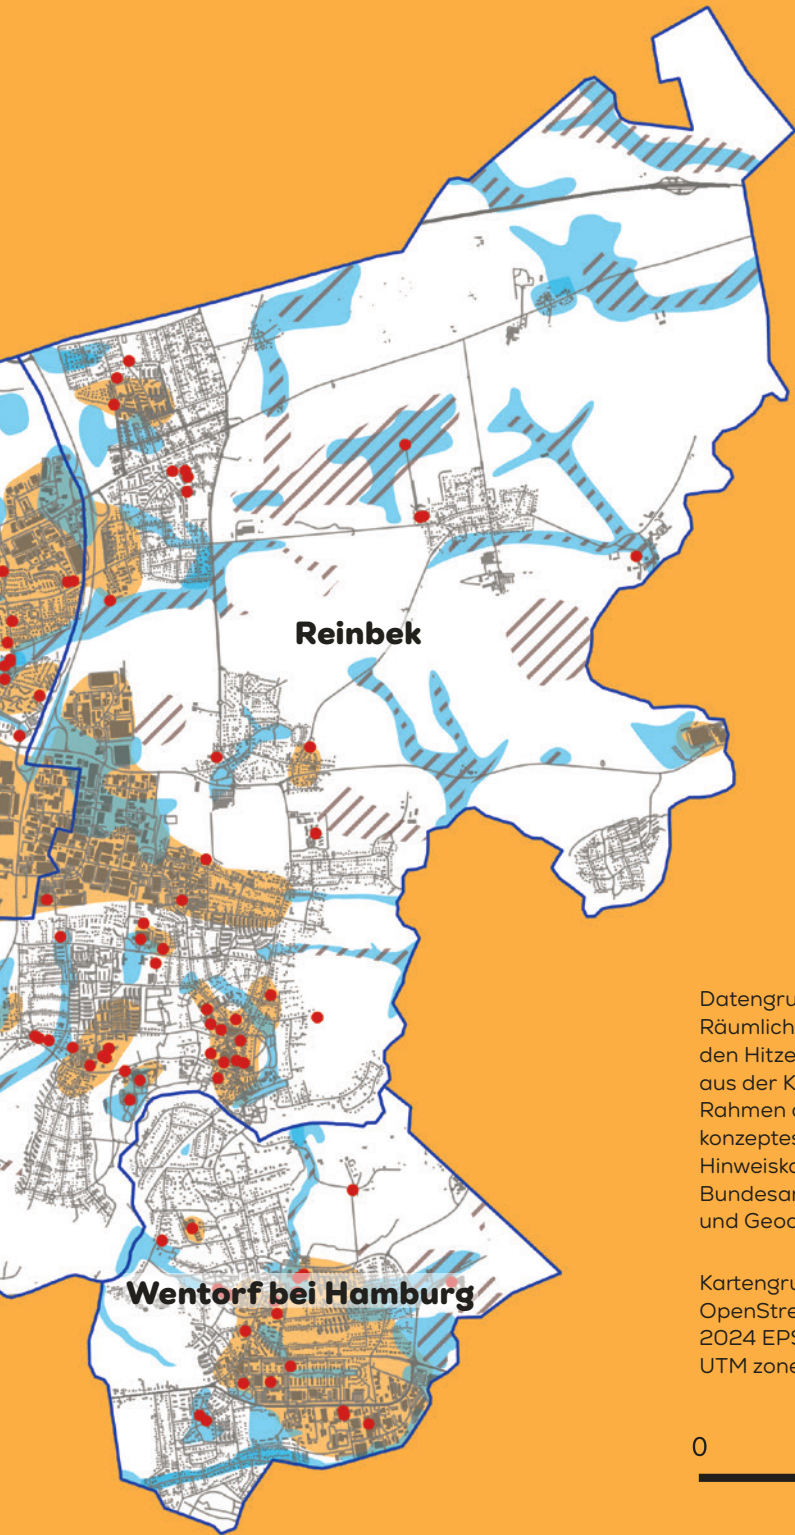 Reinbek
Datengru
Räumlich
den Hitze
aus der K
Rahmen
konzeptes
Hinweisko
Bundesar
und Geod
Wentorf bei Hamburg
Kartengru
OpenStre
2024 EPS
UTM zone
0